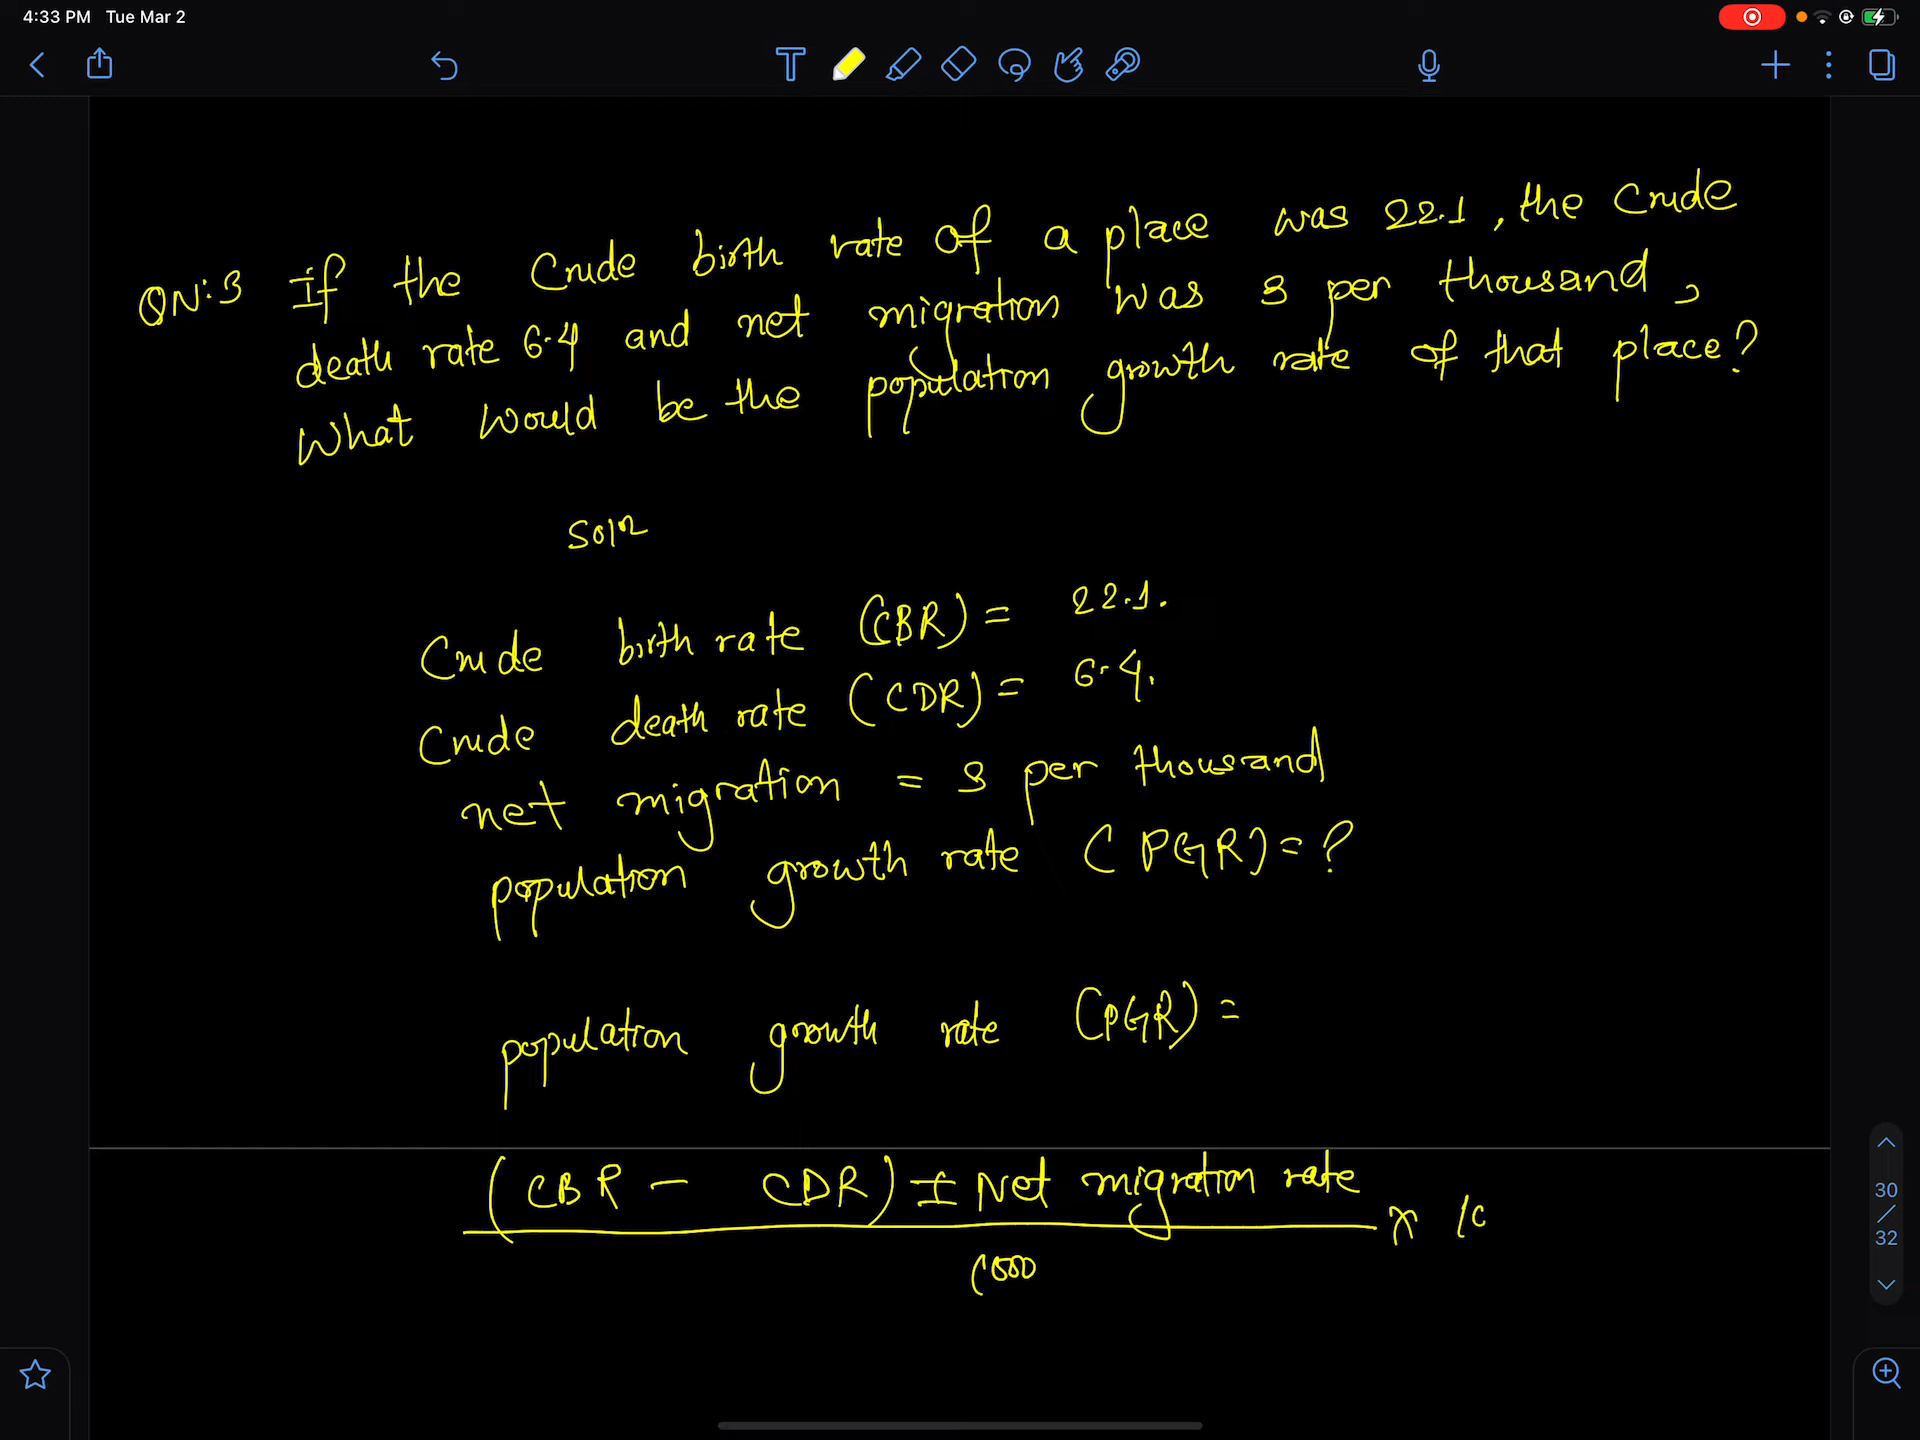 4:33 PM Tue Mar 2
QN:3 If the Crude birth rate of a place was 22.1, the Crude
death rate 6.4 and net migration was 3 per thousand,
What would be the population growth rate of that place?
Soln
Crude birth rate (CBR) = 22.1.
Crude death rate (CDR) = 6.4.
net migration = 3 per thousand
population growth rate (PGR) = ?
population growth rate (PGR) =
(CBR - CDR) ± Net migration rate
x 10
1000
30
/
32